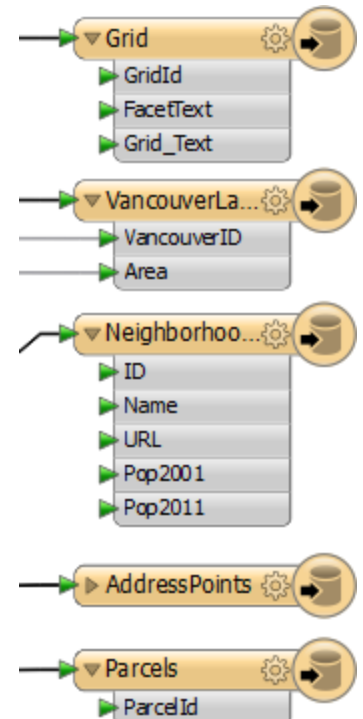 Grid
GridId
FacetText
Grid_Text
VancouverLa...
VancouverID
Area
Neighborhoo...
ID
Name
URL
Pop2001
Pop2011
AddressPoints
Parcels
ParcelId